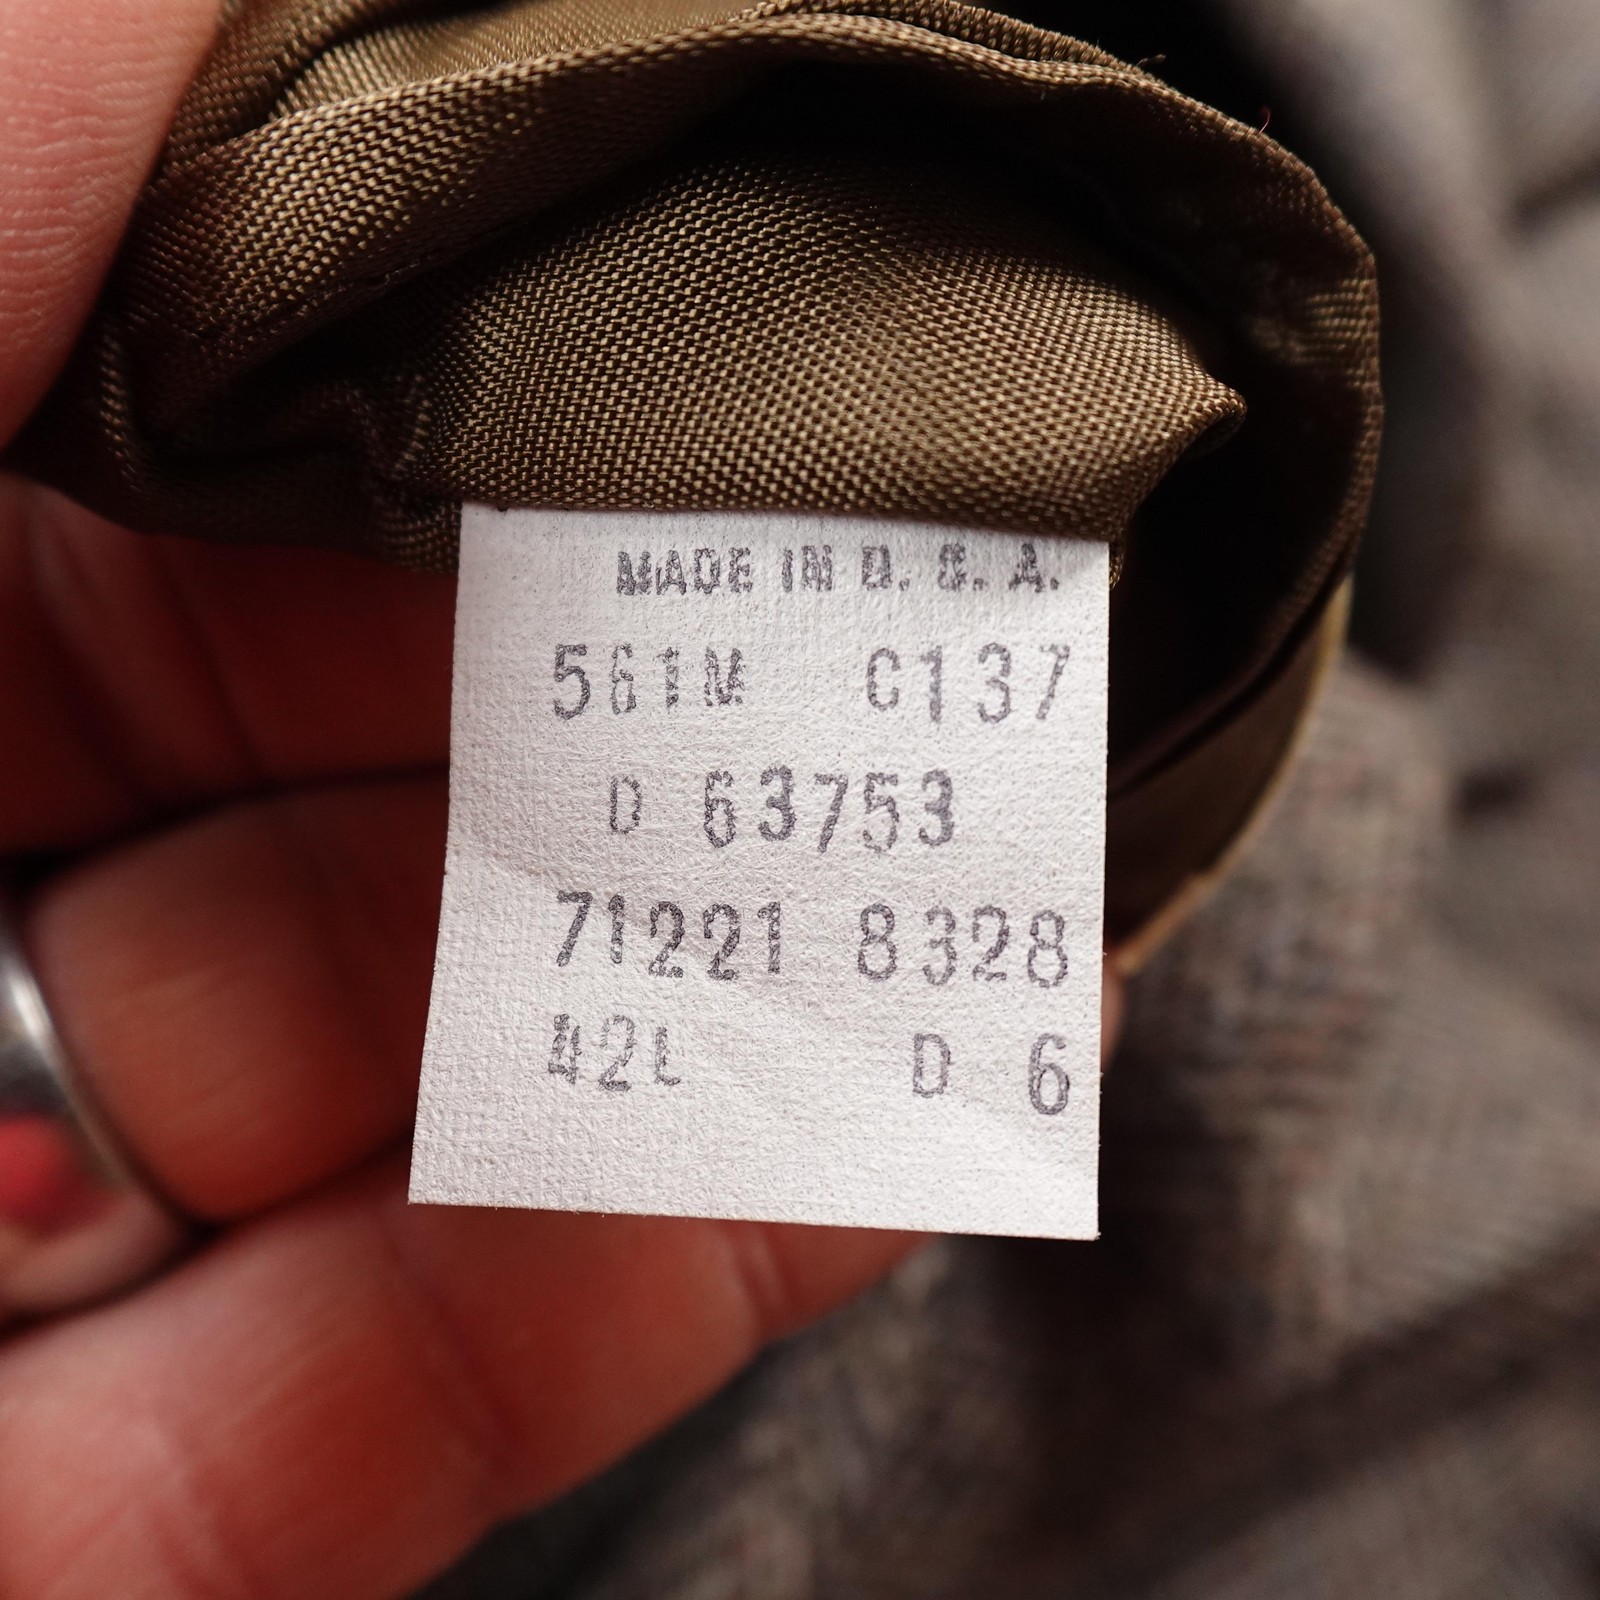 MADE IN U. S. A.
561M C137
D 63753
71221 8328
42L D 6